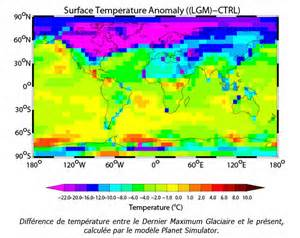 Surface Temperature Anomaly ((LGM)−CTRL)
90°N
60°N
30°N
0°
30°S
60°S
90°S
180° 120°W 60°W 0° 60°E 120°E 180°
-22.0 -20.0 -16.0 -12.0 -10.0 -8.0 -6.0 -4.0 -2.0 0.0 2.0 4.0 6.0 8.0 10.0
Temperature (°C)
Différence de température entre le Dernier Maximum Glaciaire et le présent,
calculée par le modèle Planet Simulator.